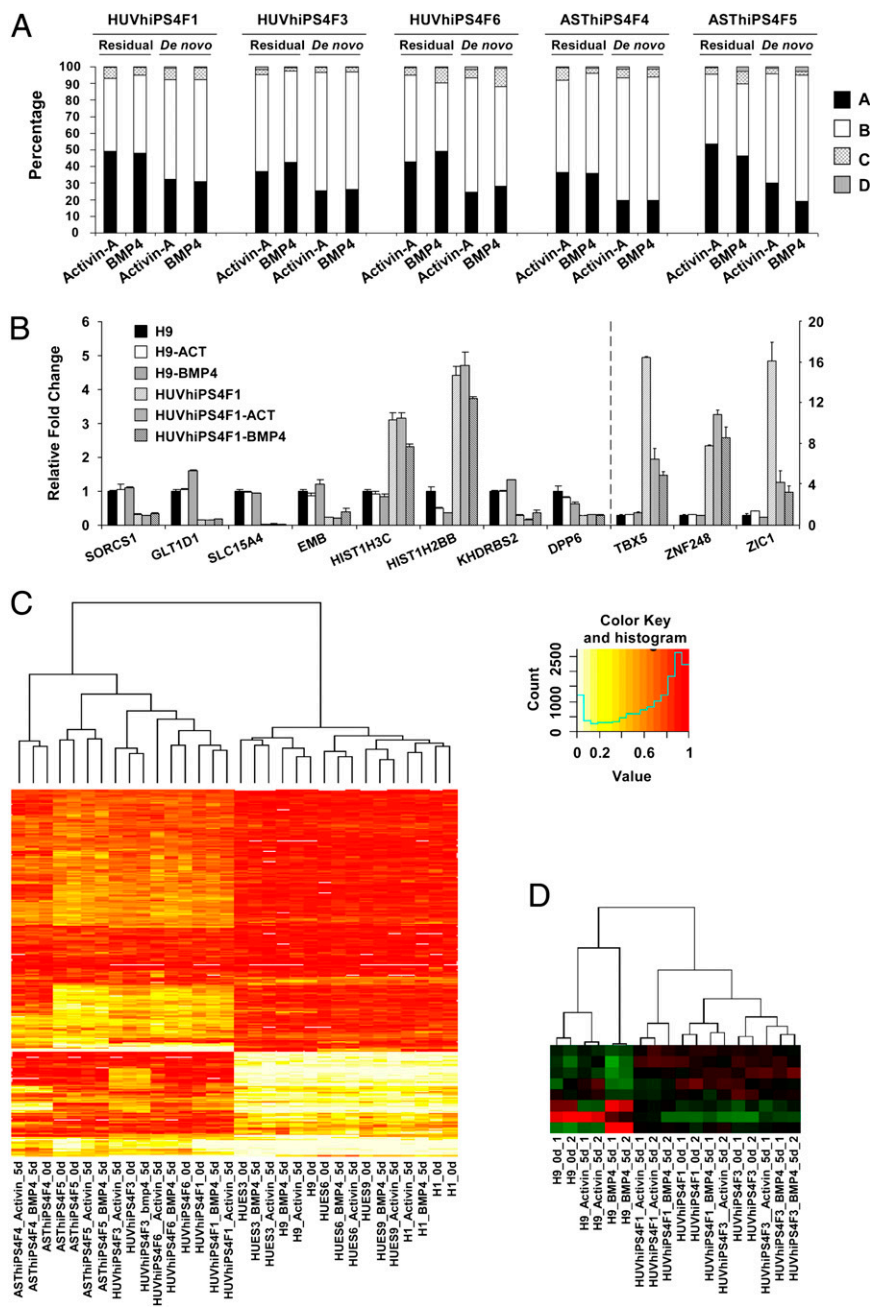 A
HUVhiPS4F1 HUVhiPS4F3 HUVhiPS4F6 ASThiPS4F4 ASThiPS4F5
Residual De novo Residual De novo Residual De novo Residual De novo Residual De novo
Percentage
100
90
80
70
60
50
40
30
20
10
0
A
B
C
D
Activin-A BMP4 Activin-A BMP4 Activin-A BMP4 Activin-A BMP4 Activin-A BMP4 Activin-A BMP4 Activin-A BMP4 Activin-A BMP4 Activin-A BMP4 Activin-A BMP4
B
Relative Fold Change
6
5
4
3
2
1
0
H9
H9-ACT
H9-BMP4
HUVhiPS4F1
HUVhiPS4F1-ACT
HUVhiPS4F1-BMP4
20
16
12
8
4
0
SORCS1 GLT1D1 SLC15A4 EMB HIST1H3C HIST1H2BB KHDRBS2 DPP6 TBX5 ZNF248 ZIC1
C
Color Key
and histogram
Count
2500
1000
0
0 0.2 0.6 1
Value
ASThiPS4F4_Activin_5d
ASThiPS4F4_BMP4_5d
ASThiPS4F4_0d
ASThiPS4F5_0d
ASThiPS4F5_0d
ASThiPS4F5_Activin_5d
ASThiPS4F5_BMP4_5d
HUVhiPS4F3_Activin_5d
HUVhiPS4F3_0d
HUVhiPS4F3_bmp4_5d
HUVhiPS4F6__Activin_5d
HUVhiPS4F6_BMP4_5d
HUVhiPS4F6_0d
HUVhiPS4F1_0d
HUVhiPS4F1_BMP4_5d
HUVhiPS4F1_Activin_5d
HUES3_0d
HUES3_BMP4_5d
HUES3_Activin_5d
H9_BMP4_5d
H9_Activin_5d
H9_0d
HUES6_0d
HUES6_BMP4_5d
HUES6_Activin_5d
HUES9_0d
HUES9_BMP4_5d
HUES9_Activin_5d
H1_Activin_5d
H1_BMP4_5d
H1_0d
H1_0d
D
H9_0d_1
H9_0d_2
H9_Activin_5d_1
H9_Activin_5d_2
H9_BMP4_5d_1
H9_BMP4_5d_2
HUVhiPS4F1_Activin_5d_1
HUVhiPS4F1_Activin_5d_2
HUVhiPS4F1_BMP4_5d_2
HUVhiPS4F1_0d_1
HUVhiPS4F1_0d_2
HUVhiPS4F1_BMP4_5d_1
HUVhiPS4F3_Activin_5d_2
HUVhiPS4F3_0d_1
HUVhiPS4F3_0d_2
HUVhiPS4F3_Activin_5d_1
HUVhiPS4F3_BMP4_5d_1
HUVhiPS4F3_BMP4_5d_2